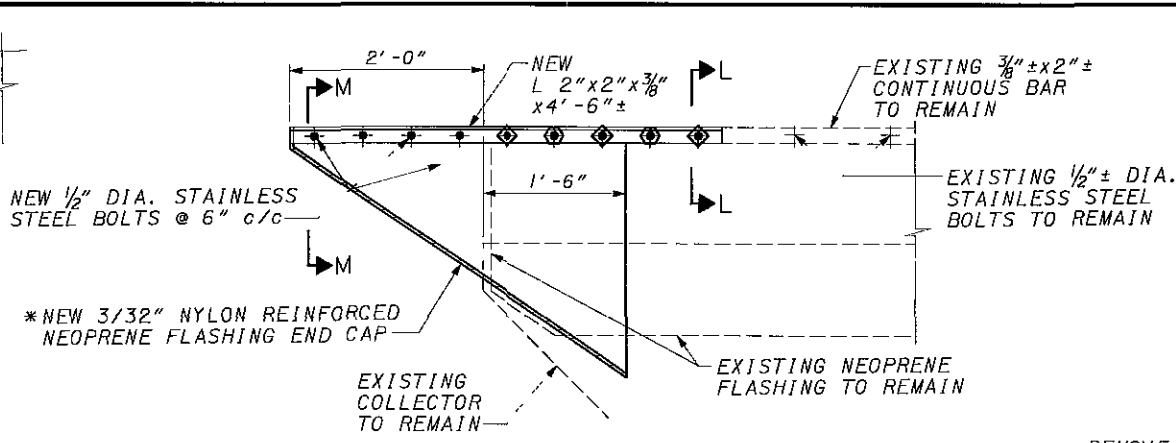 2'-0"
NEW
L 2"x2"x3/8"
x4'-6"±
M
M
L
L
EXISTING 3/8"±x2"±
CONTINUOUS BAR
TO REMAIN
NEW 1/2" DIA. STAINLESS
STEEL BOLTS @ 6" c/c
1'-6"
EXISTING 1/2"± DIA.
STAINLESS STEEL
BOLTS TO REMAIN
*NEW 3/32" NYLON REINFORCED
NEOPRENE FLASHING END CAP
EXISTING
COLLECTOR
TO REMAIN
EXISTING NEOPRENE
FLASHING TO REMAIN